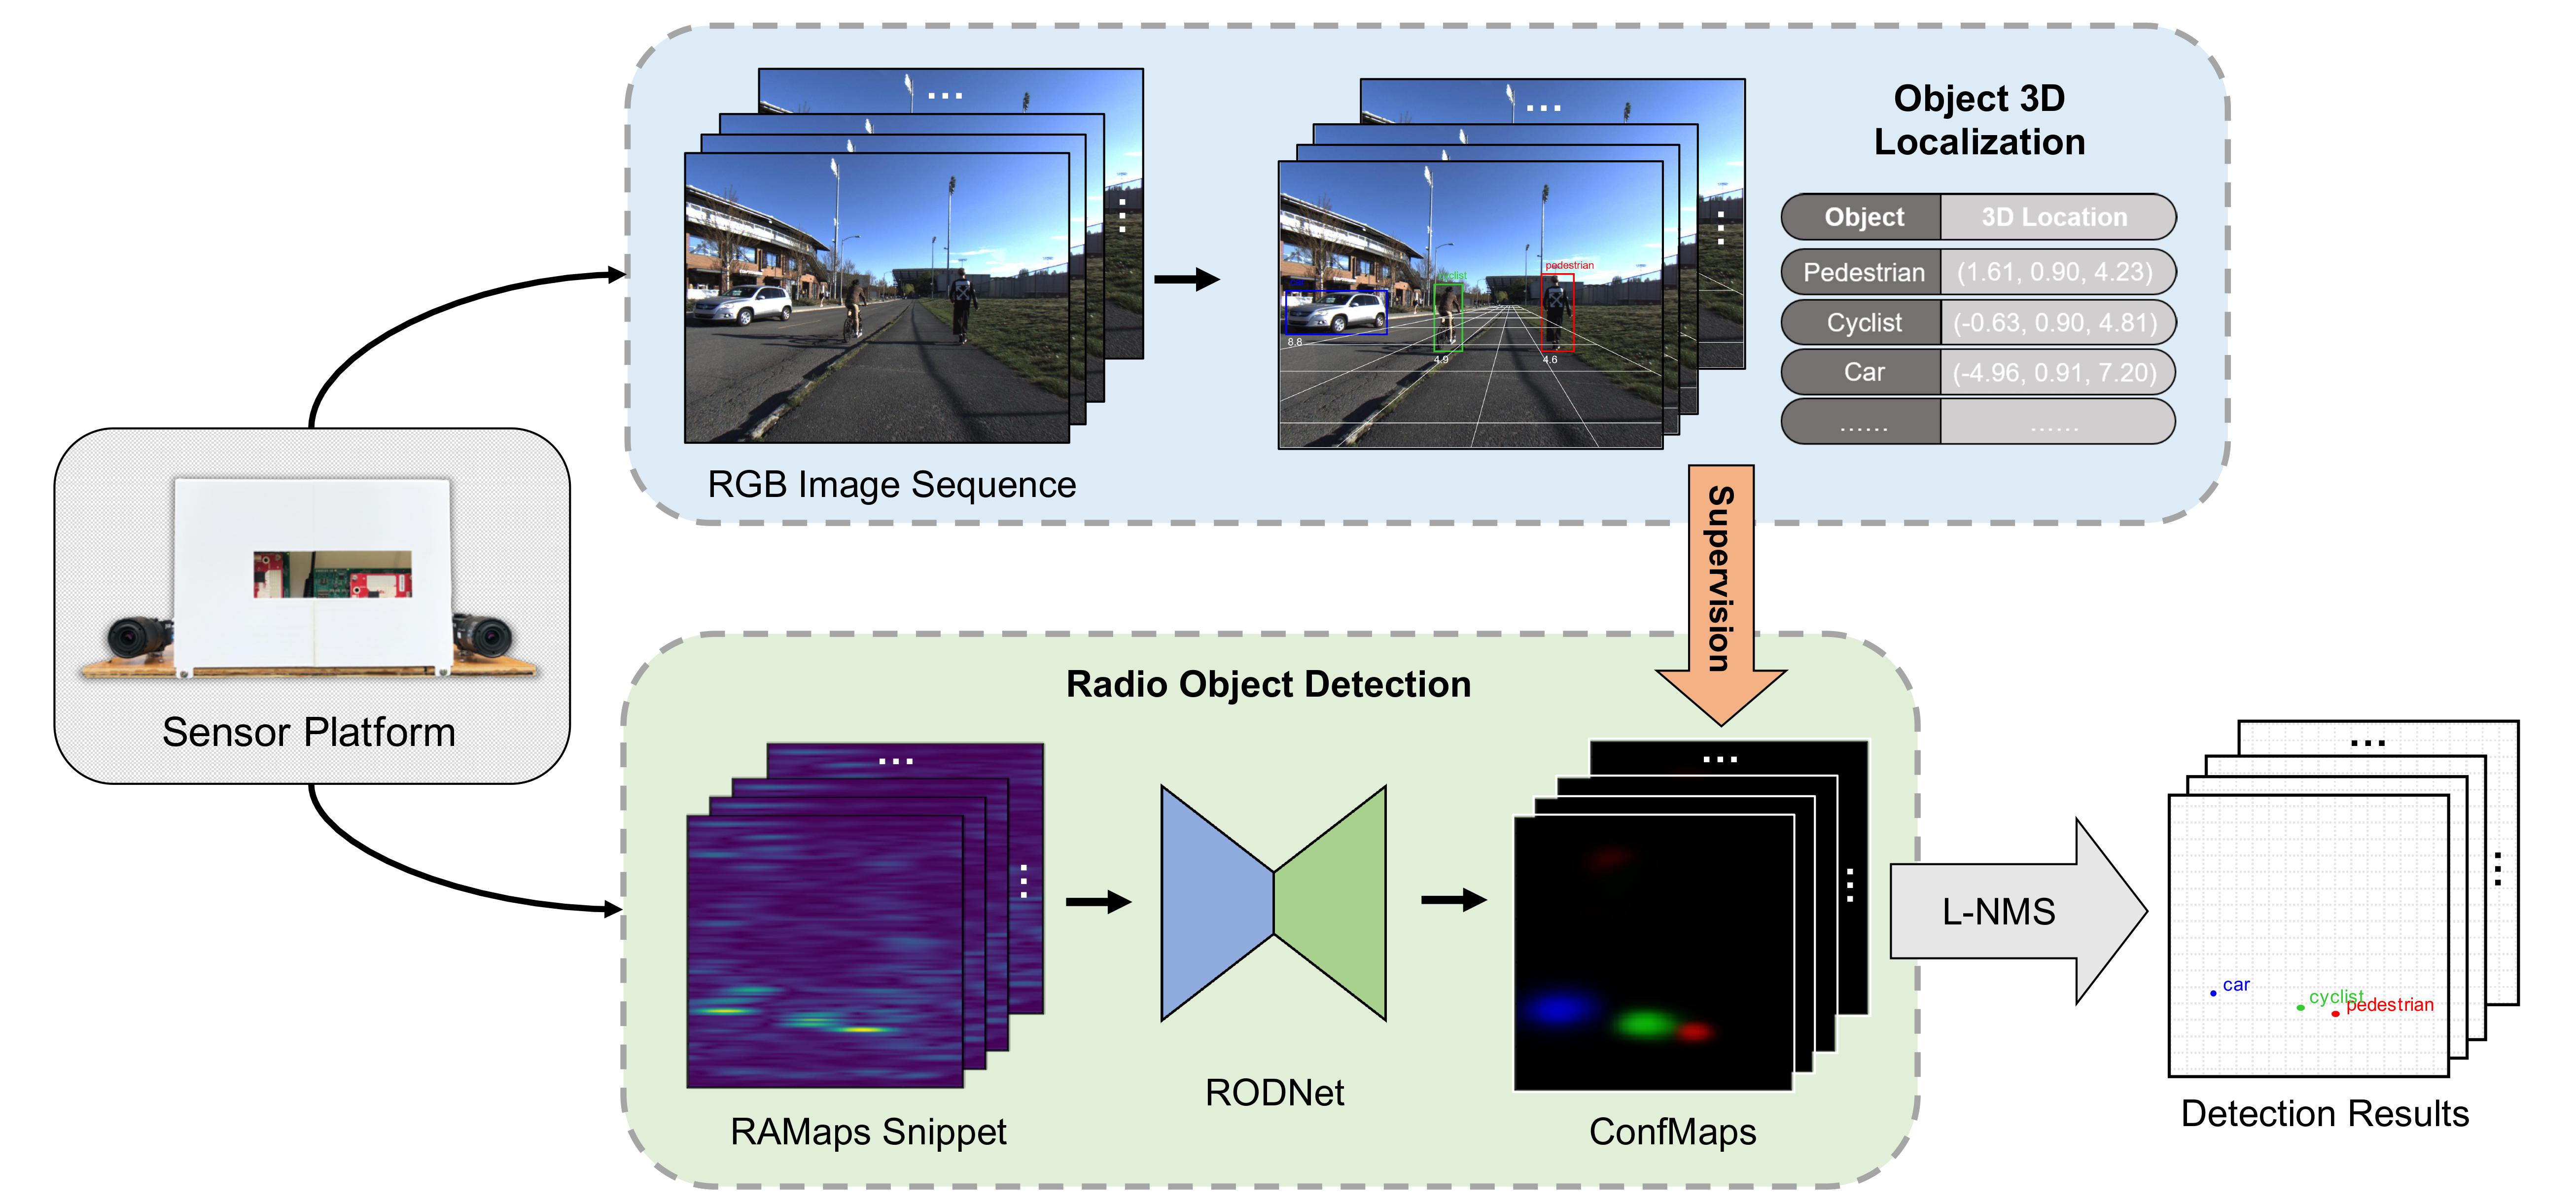 Object 3D
Localization
Object 3D Location
Pedestrian (1.61, 0.90, 4.23)
Cyclist (-0.63, 0.90, 4.81)
Car (-4.96, 0.91, 7.20)
...... ......
cyclist
pedestrian
8.8
4.9
4.6
RGB Image Sequence
Supervision
Sensor Platform
Radio Object Detection
RAMaps Snippet
RODNet
ConfMaps
L-NMS
car
cyclist
pedestrian
Detection Results